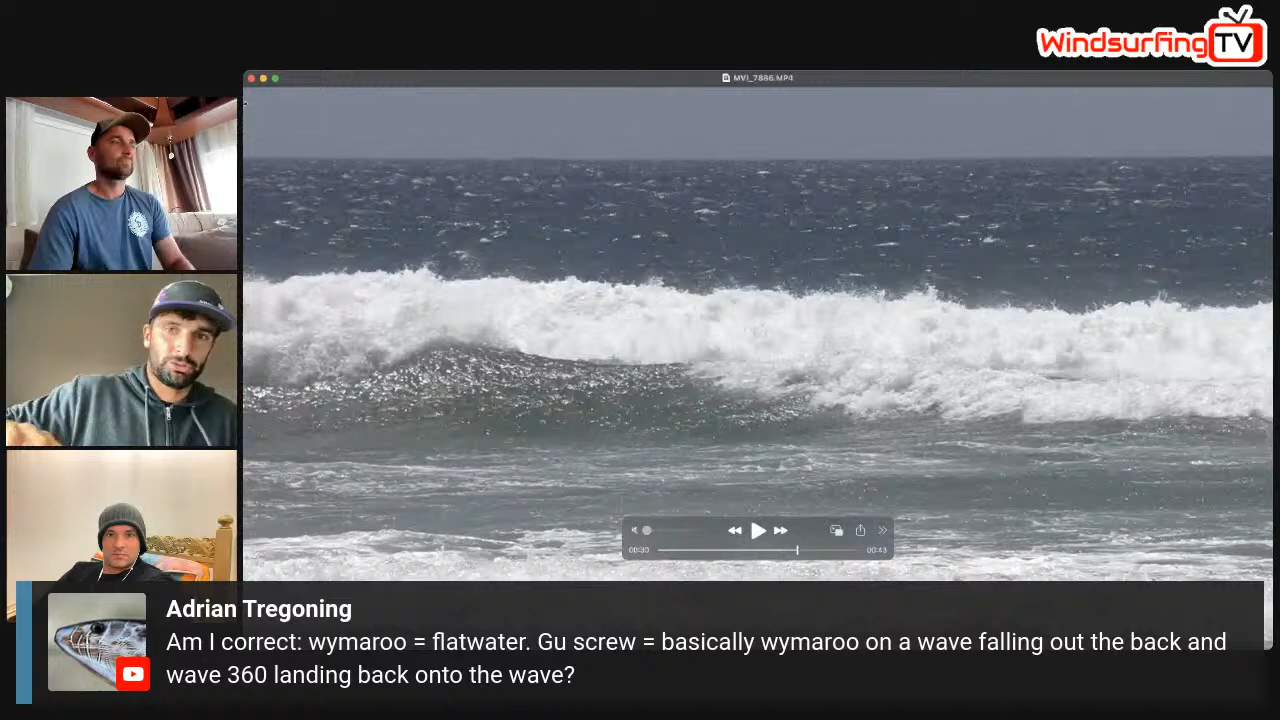 Windsurfing TV
MVI_7886.MP4
00:30
00:43
Adrian Tregoning
Am I correct: wymaroo = flatwater. Gu screw = basically wymaroo on a wave falling out the back and
wave 360 landing back onto the wave?